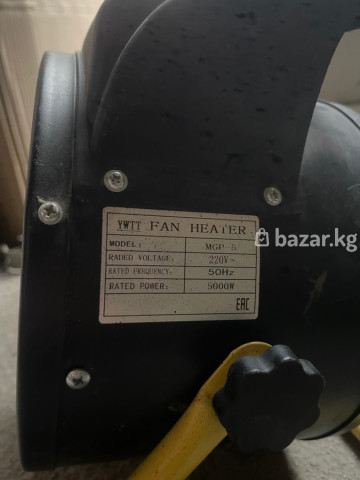 YWTT FAN HEATER
MODEL: MGP-5
RADED VOLTAGE: 220V~
RATED FREQUENCY: 50Hz
RATED POWER: 5000W
EAC
bazar.kg